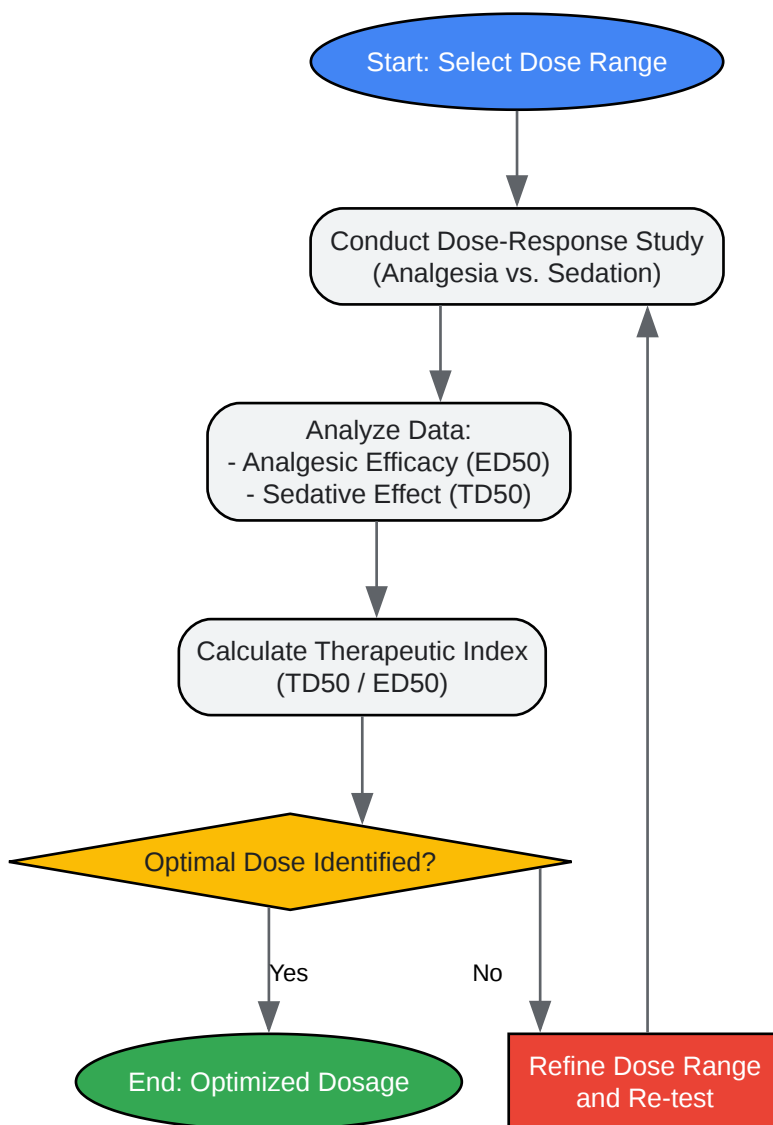 Start: Select Dose Range
Conduct Dose-Response Study
(Analgesia vs. Sedation)
Analyze Data:
- Analgesic Efficacy (ED50)
- Sedative Effect (TD50)
Calculate Therapeutic Index
(TD50 / ED50)
Optimal Dose Identified?
Yes
No
End: Optimized Dosage
Refine Dose Range
and Re-test